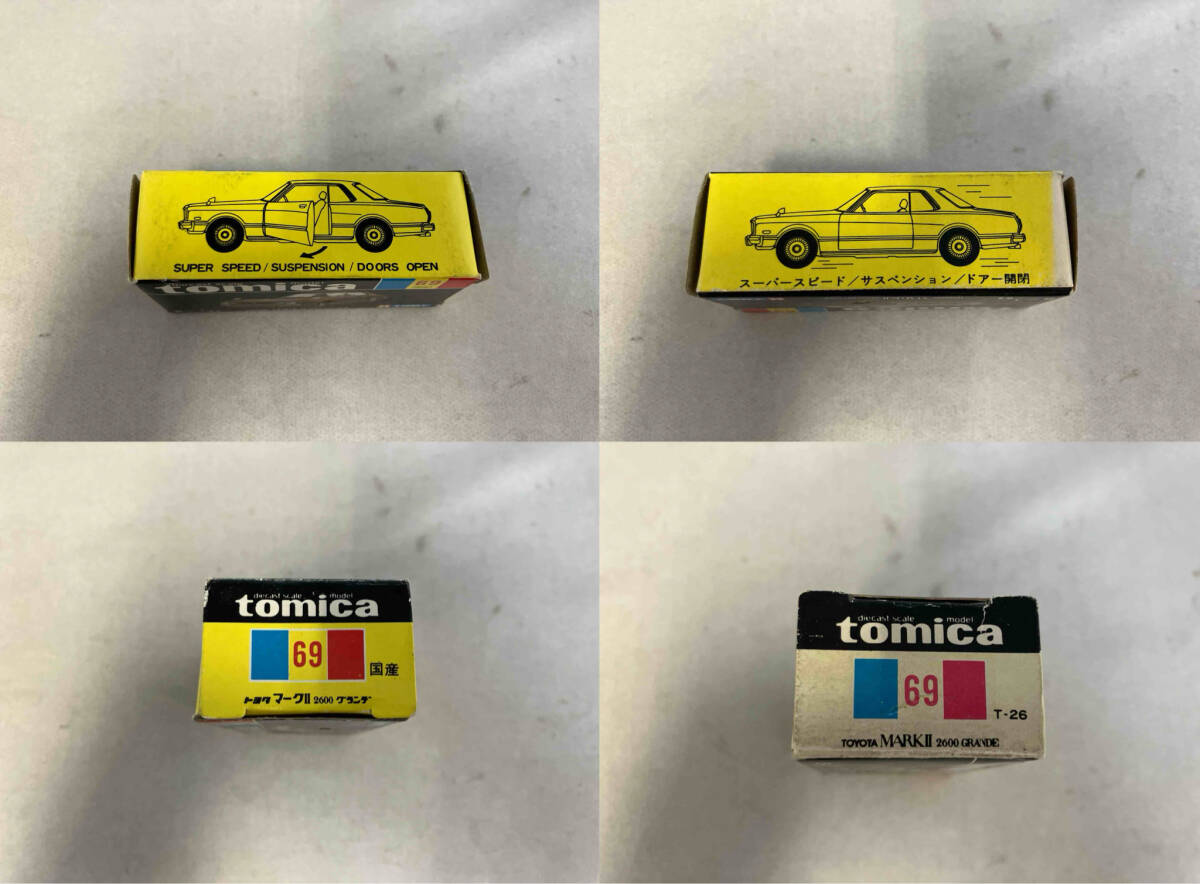 SUPER SPEED/SUSPENSION/DOORS OPEN
tomica 69
スーパースピード/サスペンション/ドアー開閉
diecast scale model
tomica
69
国産
トヨタ マークII 2600 グランデ
diecast scale model
tomica
69
T-26
TOYOTA MARKII 2600 GRANDE